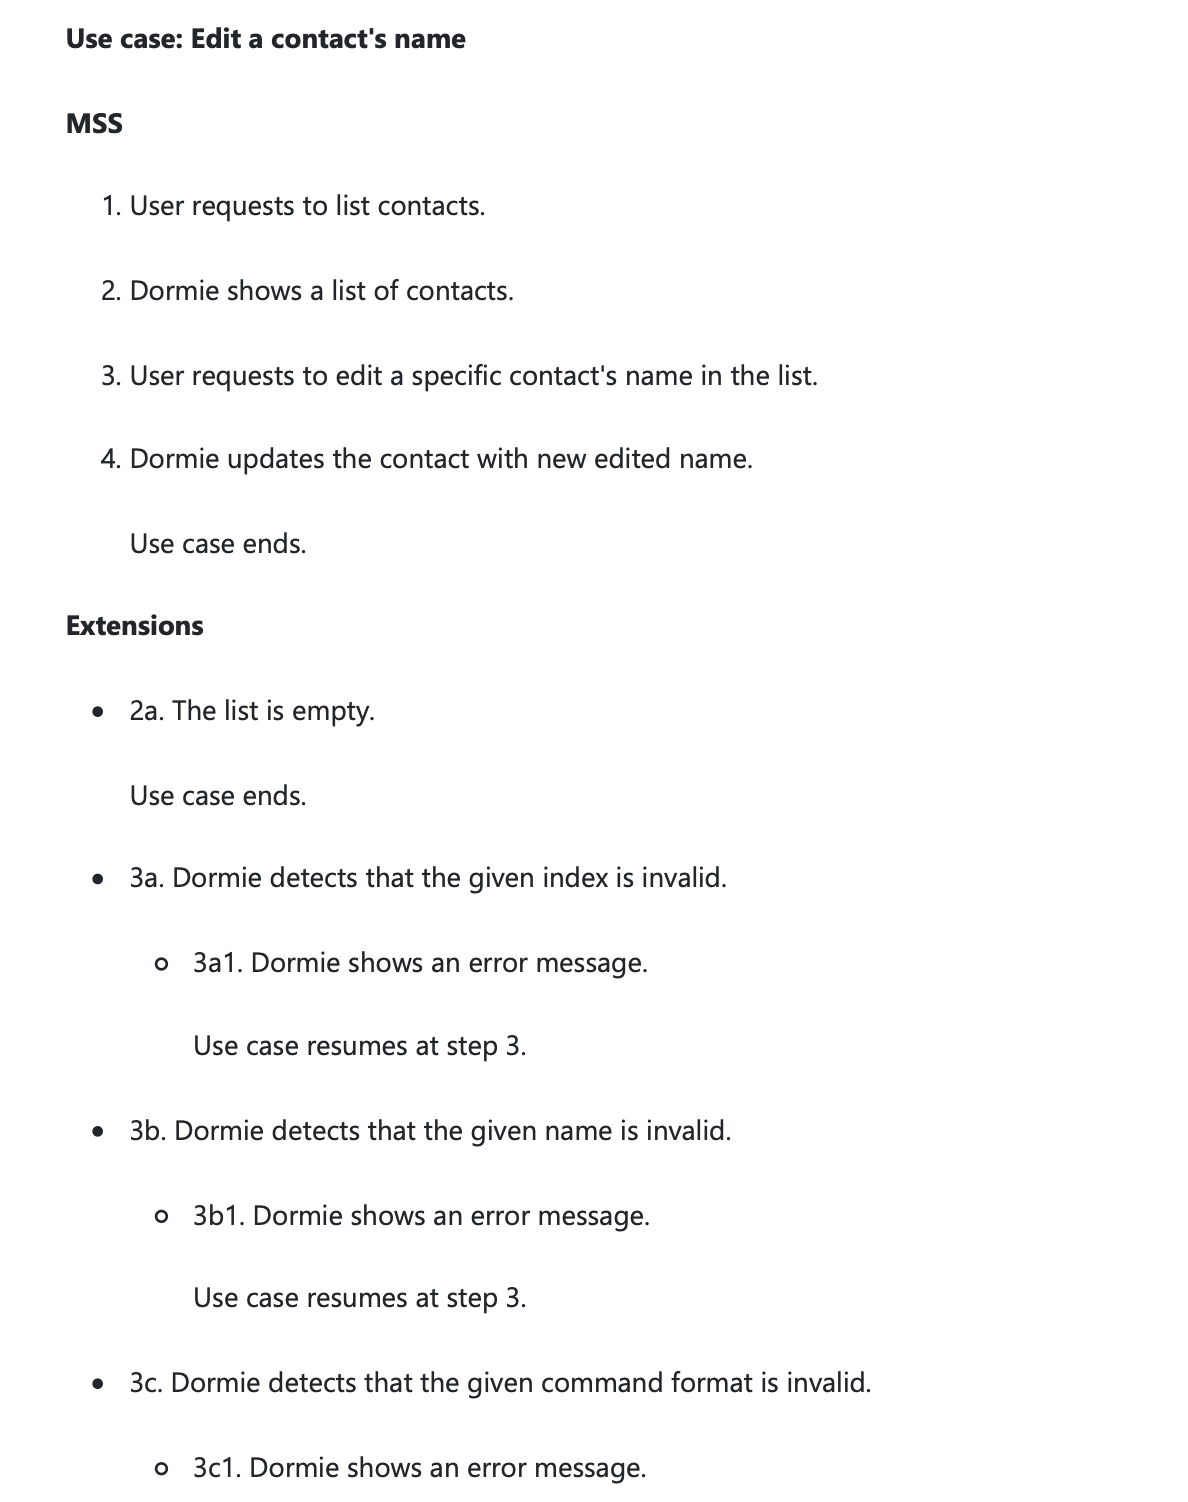 Use case: Edit a contact's name
MSS
1. User requests to list contacts.
2. Dormie shows a list of contacts.
3. User requests to edit a specific contact's name in the list.
4. Dormie updates the contact with new edited name.
Use case ends.
Extensions
• 2a. The list is empty.
Use case ends.
• 3a. Dormie detects that the given index is invalid.
○ 3a1. Dormie shows an error message.
Use case resumes at step 3.
• 3b. Dormie detects that the given name is invalid.
○ 3b1. Dormie shows an error message.
Use case resumes at step 3.
• 3c. Dormie detects that the given command format is invalid.
○ 3c1. Dormie shows an error message.